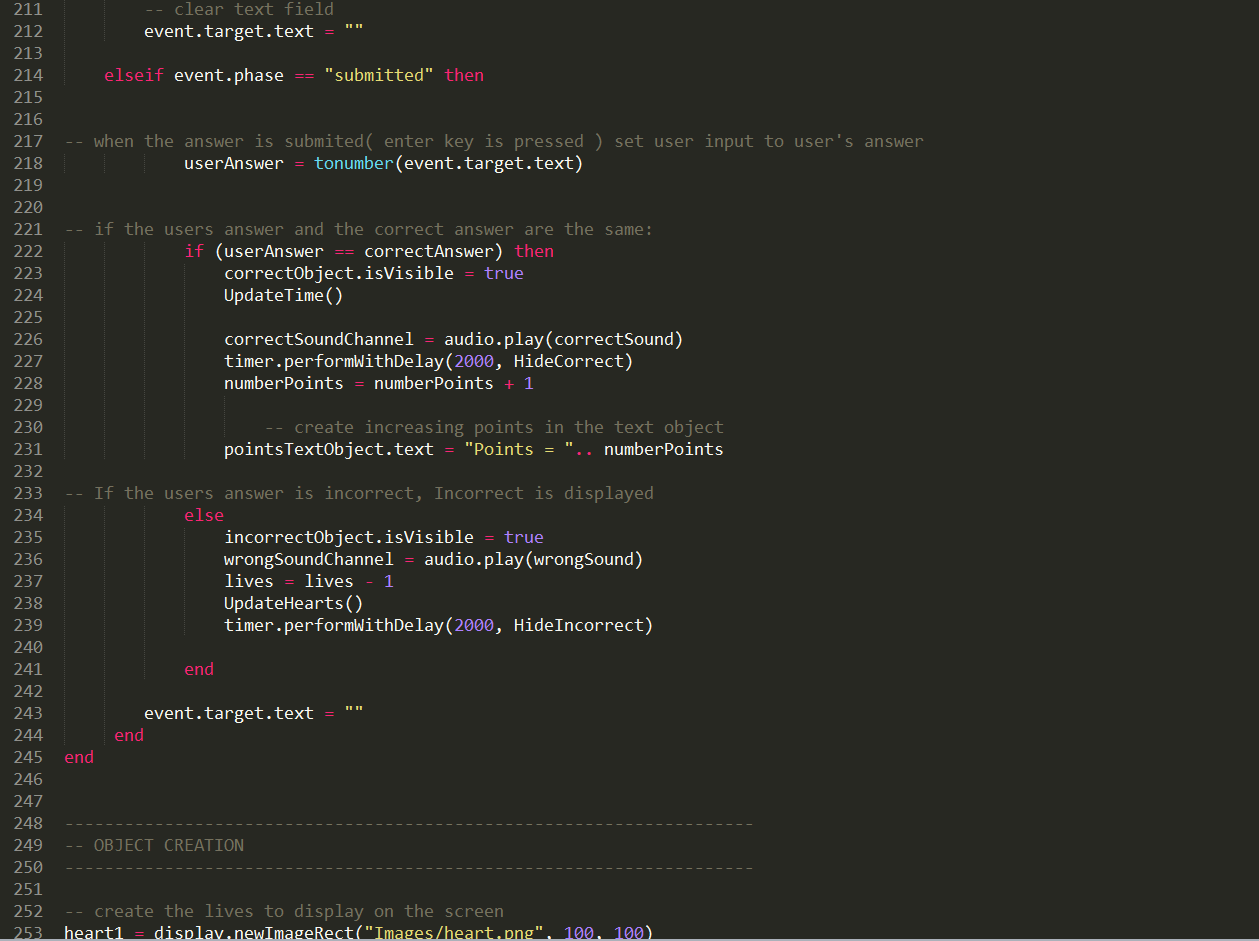 211 -- clear text field
212 event.target.text = ""
213
214 elseif event.phase == "submitted" then
215
216
217 -- when the answer is submited( enter key is pressed ) set user input to user's answer
218 userAnswer = tonumber(event.target.text)
219
220
221 -- if the users answer and the correct answer are the same:
222 if (userAnswer == correctAnswer) then
223 correctObject.isVisible = true
224 UpdateTime()
225
226 correctSoundChannel = audio.play(correctSound)
227 timer.performWithDelay(2000, HideCorrect)
228 numberPoints = numberPoints + 1
229
230 -- create increasing points in the text object
231 pointsTextObject.text = "Points = ".. numberPoints
232
233 -- If the users answer is incorrect, Incorrect is displayed
234 else
235 incorrectObject.isVisible = true
236 wrongSoundChannel = audio.play(wrongSound)
237 lives = lives - 1
238 UpdateHearts()
239 timer.performWithDelay(2000, HideIncorrect)
240
241 end
242
243 event.target.text = ""
244 end
245 end
246
247
248 ---------------------------------------------------------------------
249 -- OBJECT CREATION
250 ---------------------------------------------------------------------
251
252 -- create the lives to display on the screen
253 heart1 = display.newImageRect("Images/heart.png", 100, 100)